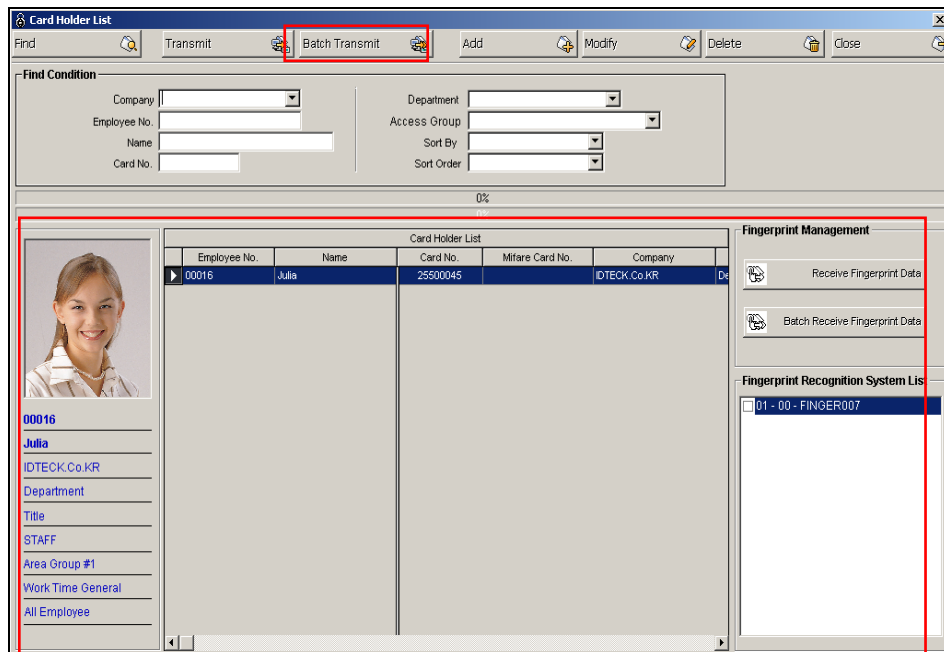 Card Holder List
Find Transmit Batch Transmit Add Modify Delete Close
Find Condition
Company Department
Employee No. Access Group
Name Sort By
Card No. Sort Order
0%
0%
Card Holder List
Employee No. Name Card No. Mifare Card No. Company
00016 Julia 25500045 IDTECK.Co.KR De
00016
Julia
IDTECK.Co.KR
Department
Title
STAFF
Area Group #1
Work Time General
All Employee
Fingerprint Management
Receive Fingerprint Data
Batch Receive Fingerprint Data
Fingerprint Recognition System List
01 - 00 - FINGER007